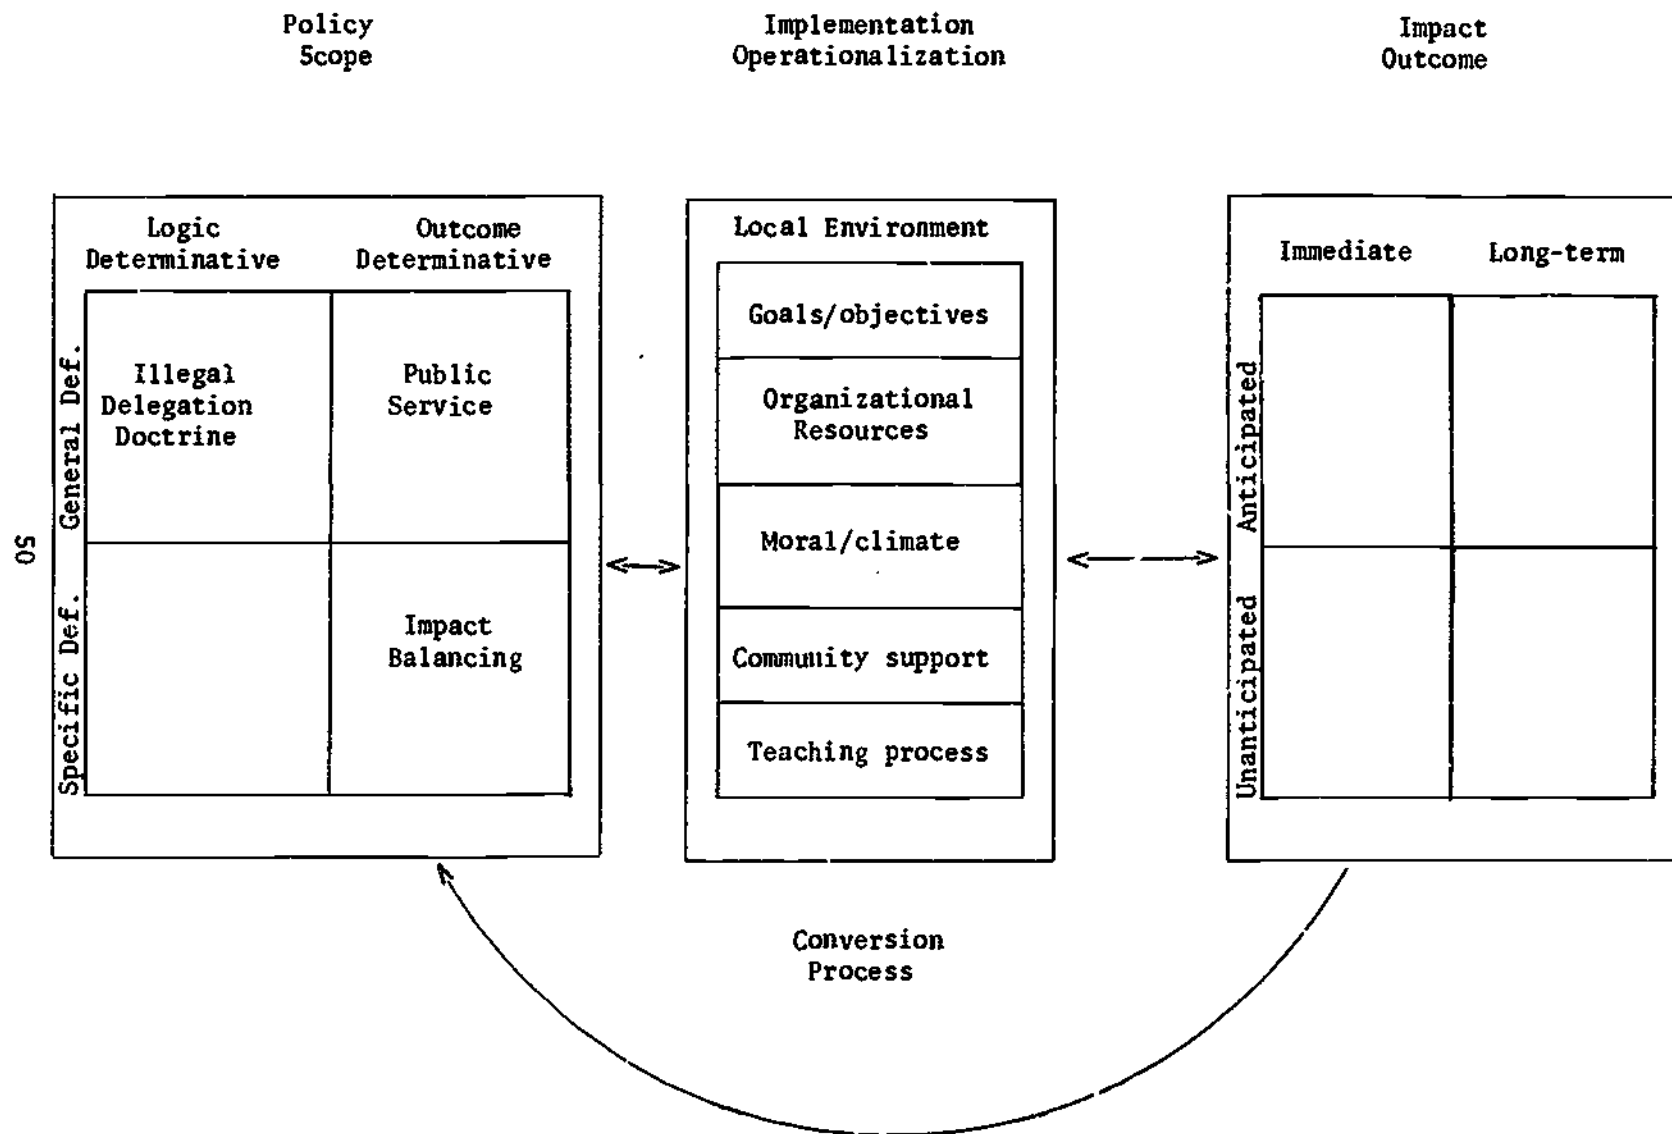 Policy
Scope
Implementation
Operationalization
Impact
Outcome
Logic
Determinative
Outcome
Determinative
General Def.
Specific Def.
Illegal
Delegation
Doctrine
Public
Service
Impact
Balancing
Local Environment
Goals/objectives
Organizational
Resources
Moral/climate
Community support
Teaching process
Immediate
Long-term
Anticipated
Unanticipated
Conversion
Process
50